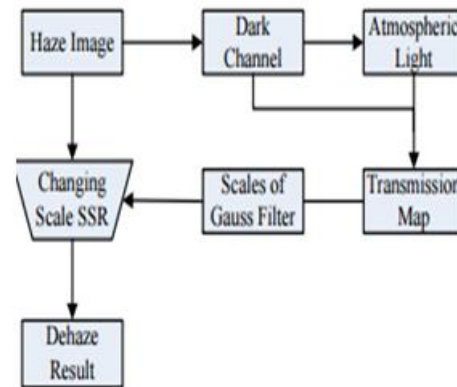 Haze Image
Dark
Channel
Atmospheric
Light
Changing
Scale SSR
Scales of
Gauss Filter
Transmission
Map
Dehaze
Result